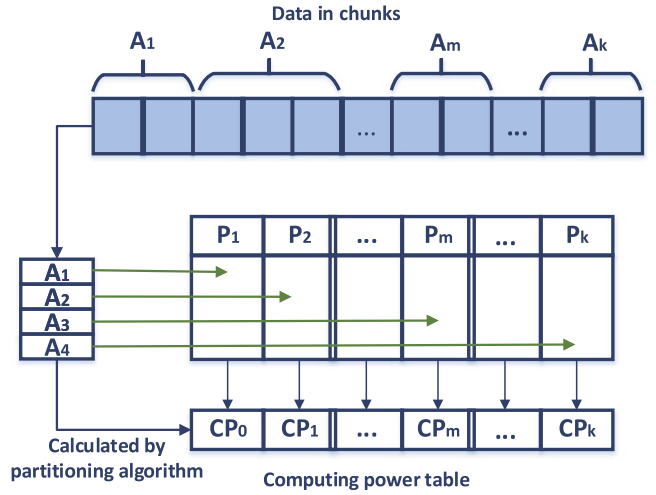 Data in chunks
A1 A2 Am Ak
... ...
P1 P2 ... Pm ... Pk
A1
A2
A3
A4
CP0 CP1 ... CPm ... CPk
Calculated by
partitioning algorithm
Computing power table